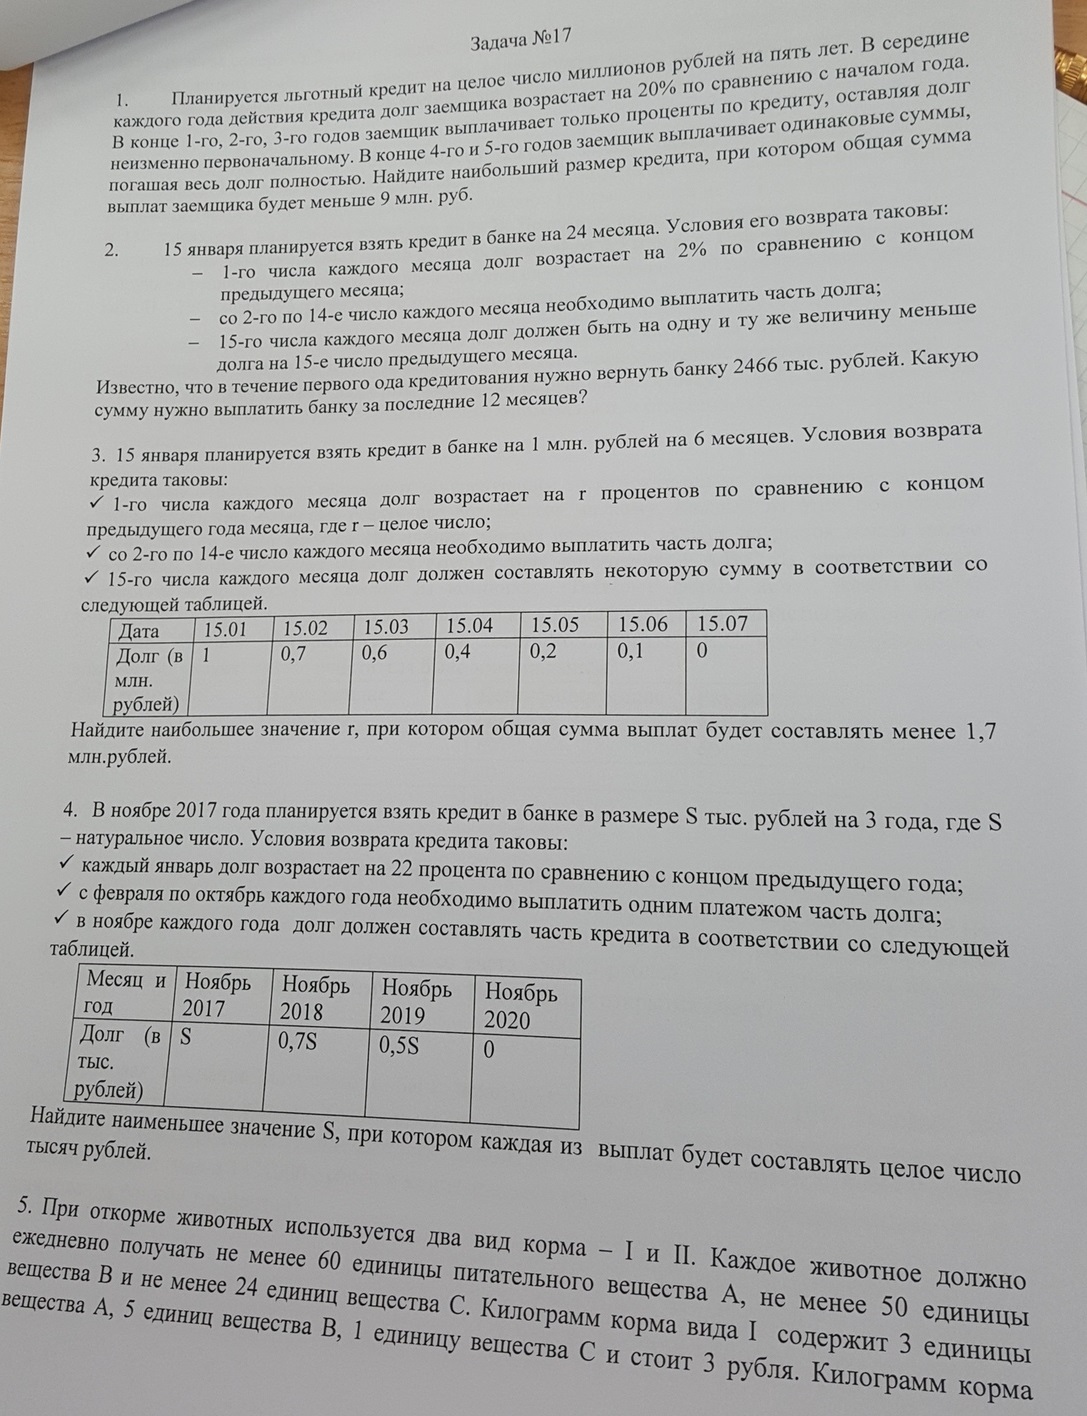 Задача №17
1. Планируется льготный кредит на целое число миллионов рублей на пять лет. В середине
каждого года действия кредита долг заемщика возрастает на 20% по сравнению с началом года.
В конце 1-го, 2-го, 3-го годов заемщик выплачивает только проценты по кредиту, оставляя долг
неизменно первоначальному. В конце 4-го и 5-го годов заемщик выплачивает одинаковые суммы,
погашая весь долг полностью. Найдите наибольший размер кредита, при котором общая сумма
выплат заемщика будет меньше 9 млн. руб.
2. 15 января планируется взять кредит в банке на 24 месяца. Условия его возврата таковы:
– 1-го числа каждого месяца долг возрастает на 2% по сравнению с концом
предыдущего месяца;
– со 2-го по 14-е число каждого месяца необходимо выплатить часть долга;
– 15-го числа каждого месяца долг должен быть на одну и ту же величину меньше
долга на 15-е число предыдущего месяца.
Известно, что в течение первого ода кредитования нужно вернуть банку 2466 тыс. рублей. Какую
сумму нужно выплатить банку за последние 12 месяцев?
3. 15 января планируется взять кредит в банке на 1 млн. рублей на 6 месяцев. Условия возврата
кредита таковы:
✓ 1-го числа каждого месяца долг возрастает на r процентов по сравнению с концом
предыдущего года месяца, где r – целое число;
✓ со 2-го по 14-е число каждого месяца необходимо выплатить часть долга;
✓ 15-го числа каждого месяца долг должен составлять некоторую сумму в соответствии со
следующей таблицей.
Дата 15.01 15.02 15.03 15.04 15.05 15.06 15.07
Долг (в 1 0,7 0,6 0,4 0,2 0,1 0
млн.
рублей)
Найдите наибольшее значение r, при котором общая сумма выплат будет составлять менее 1,7
млн.рублей.
4. В ноябре 2017 года планируется взять кредит в банке в размере S тыс. рублей на 3 года, где S
– натуральное число. Условия возврата кредита таковы:
✓ каждый январь долг возрастает на 22 процента по сравнению с концом предыдущего года;
✓ с февраля по октябрь каждого года необходимо выплатить одним платежом часть долга;
✓ в ноябре каждого года долг должен составлять часть кредита в соответствии со следующей
таблицей.
Месяц и Ноябрь Ноябрь Ноябрь Ноябрь
год 2017 2018 2019 2020
Долг (в S 0,7S 0,5S 0
тыс.
рублей)
Найдите наименьшее значение S, при котором каждая из выплат будет составлять целое число
тысяч рублей.
5. При откорме животных используется два вид корма – I и II. Каждое животное должно
ежедневно получать не менее 60 единицы питательного вещества А, не менее 50 единицы
вещества В и не менее 24 единиц вещества С. Килограмм корма вида I содержит 3 единицы
вещества А, 5 единиц вещества В, 1 единицу вещества С и стоит 3 рубля. Килограмм корма